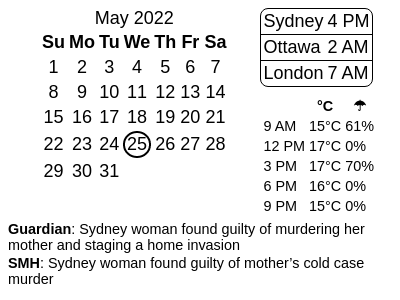 May 2022
Su Mo Tu We Th Fr Sa
1 2 3 4 5 6 7
8 9 10 11 12 13 14
15 16 17 18 19 20 21
22 23 24 25 26 27 28
29 30 31
Sydney 4 PM
Ottawa 2 AM
London 7 AM
°C ☂
9 AM 15°C 61%
12 PM 17°C 0%
3 PM 17°C 70%
6 PM 16°C 0%
9 PM 15°C 0%
Guardian: Sydney woman found guilty of murdering her
mother and staging a home invasion
SMH: Sydney woman found guilty of mother’s cold case
murder